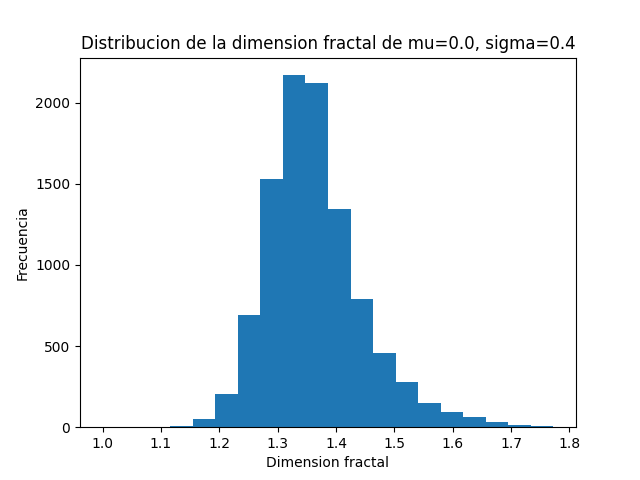 Distribucion de la dimension fractal de mu=0.0, sigma=0.4
2000
1500
1000
500
0
Frecuencia
1.0 1.1 1.2 1.3 1.4 1.5 1.6 1.7 1.8
Dimension fractal